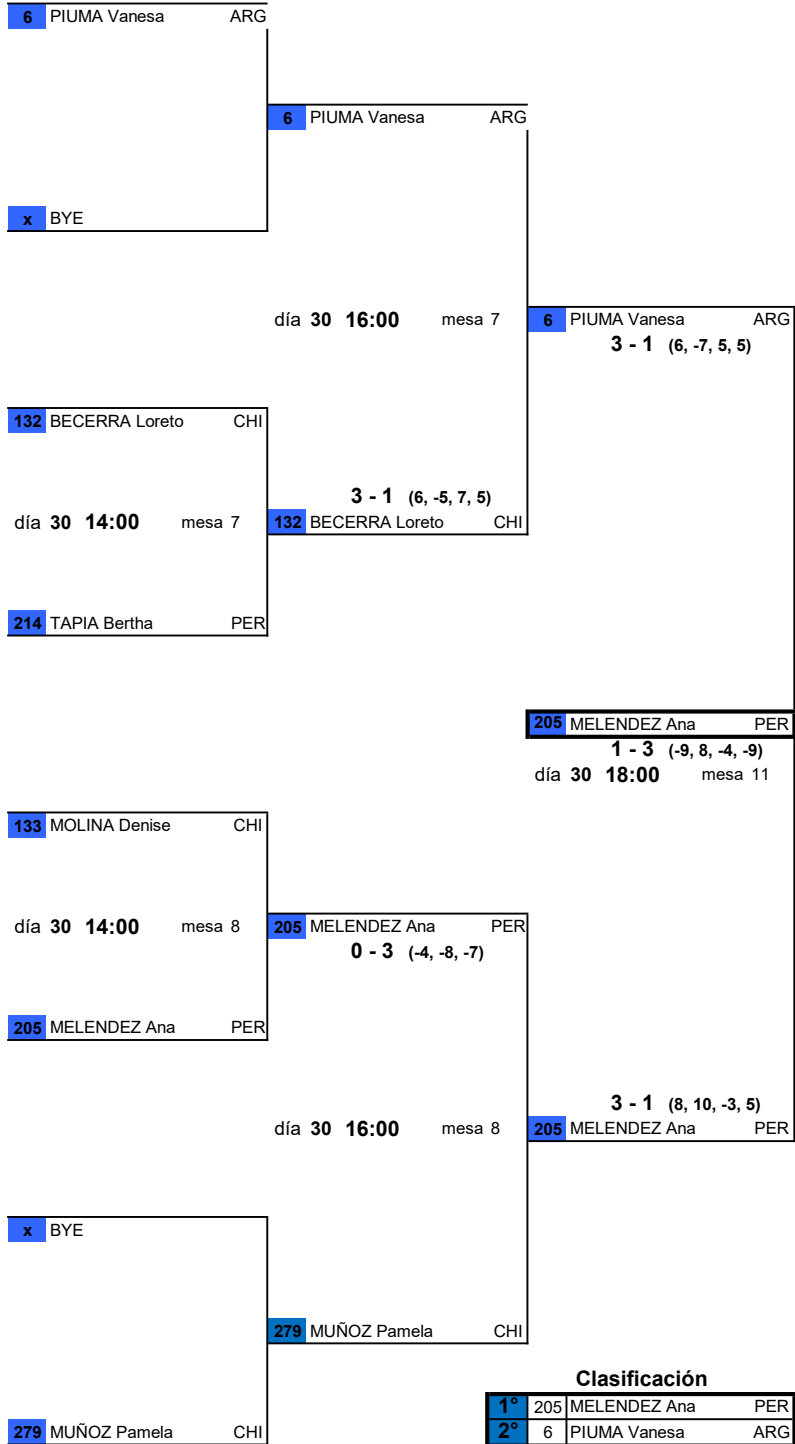 6 PIUMA Vanesa ARG
6 PIUMA Vanesa ARG
x BYE
día 30 16:00 mesa 7
6 PIUMA Vanesa ARG
3 - 1 (6, -7, 5, 5)
132 BECERRA Loreto CHI
3 - 1 (6, -5, 7, 5)
día 30 14:00 mesa 7
132 BECERRA Loreto CHI
214 TAPIA Bertha PER
205 MELENDEZ Ana PER
1 - 3 (-9, 8, -4, -9)
día 30 18:00 mesa 11
133 MOLINA Denise CHI
día 30 14:00 mesa 8
205 MELENDEZ Ana PER
0 - 3 (-4, -8, -7)
205 MELENDEZ Ana PER
3 - 1 (8, 10, -3, 5)
día 30 16:00 mesa 8
205 MELENDEZ Ana PER
x BYE
279 MUÑOZ Pamela CHI
Clasificación
1° 205 MELENDEZ Ana PER
279 MUÑOZ Pamela CHI
2° 6 PIUMA Vanesa ARG